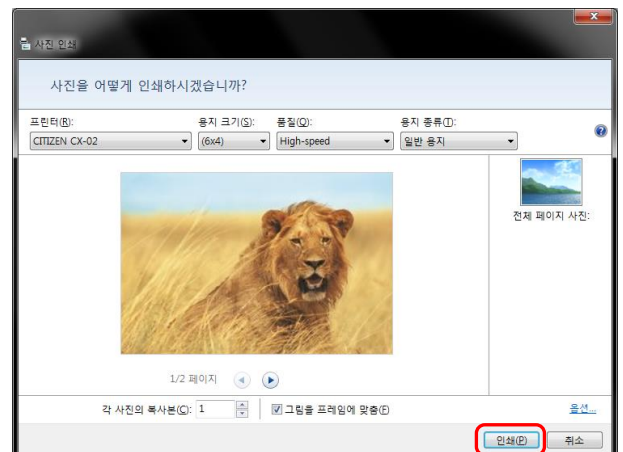 사진 인쇄
사진을 어떻게 인쇄하시겠습니까?
프린터(R): 용지 크기(S): 품질(Q): 용지 종류(T):
CITIZEN CX-02 (6x4) High-speed 일반 용지
전체 페이지 사진:
1/2 페이지
각 사진의 복사본(C): 1 그림을 프레임에 맞춤(F) 옵션...
인쇄(P) 취소